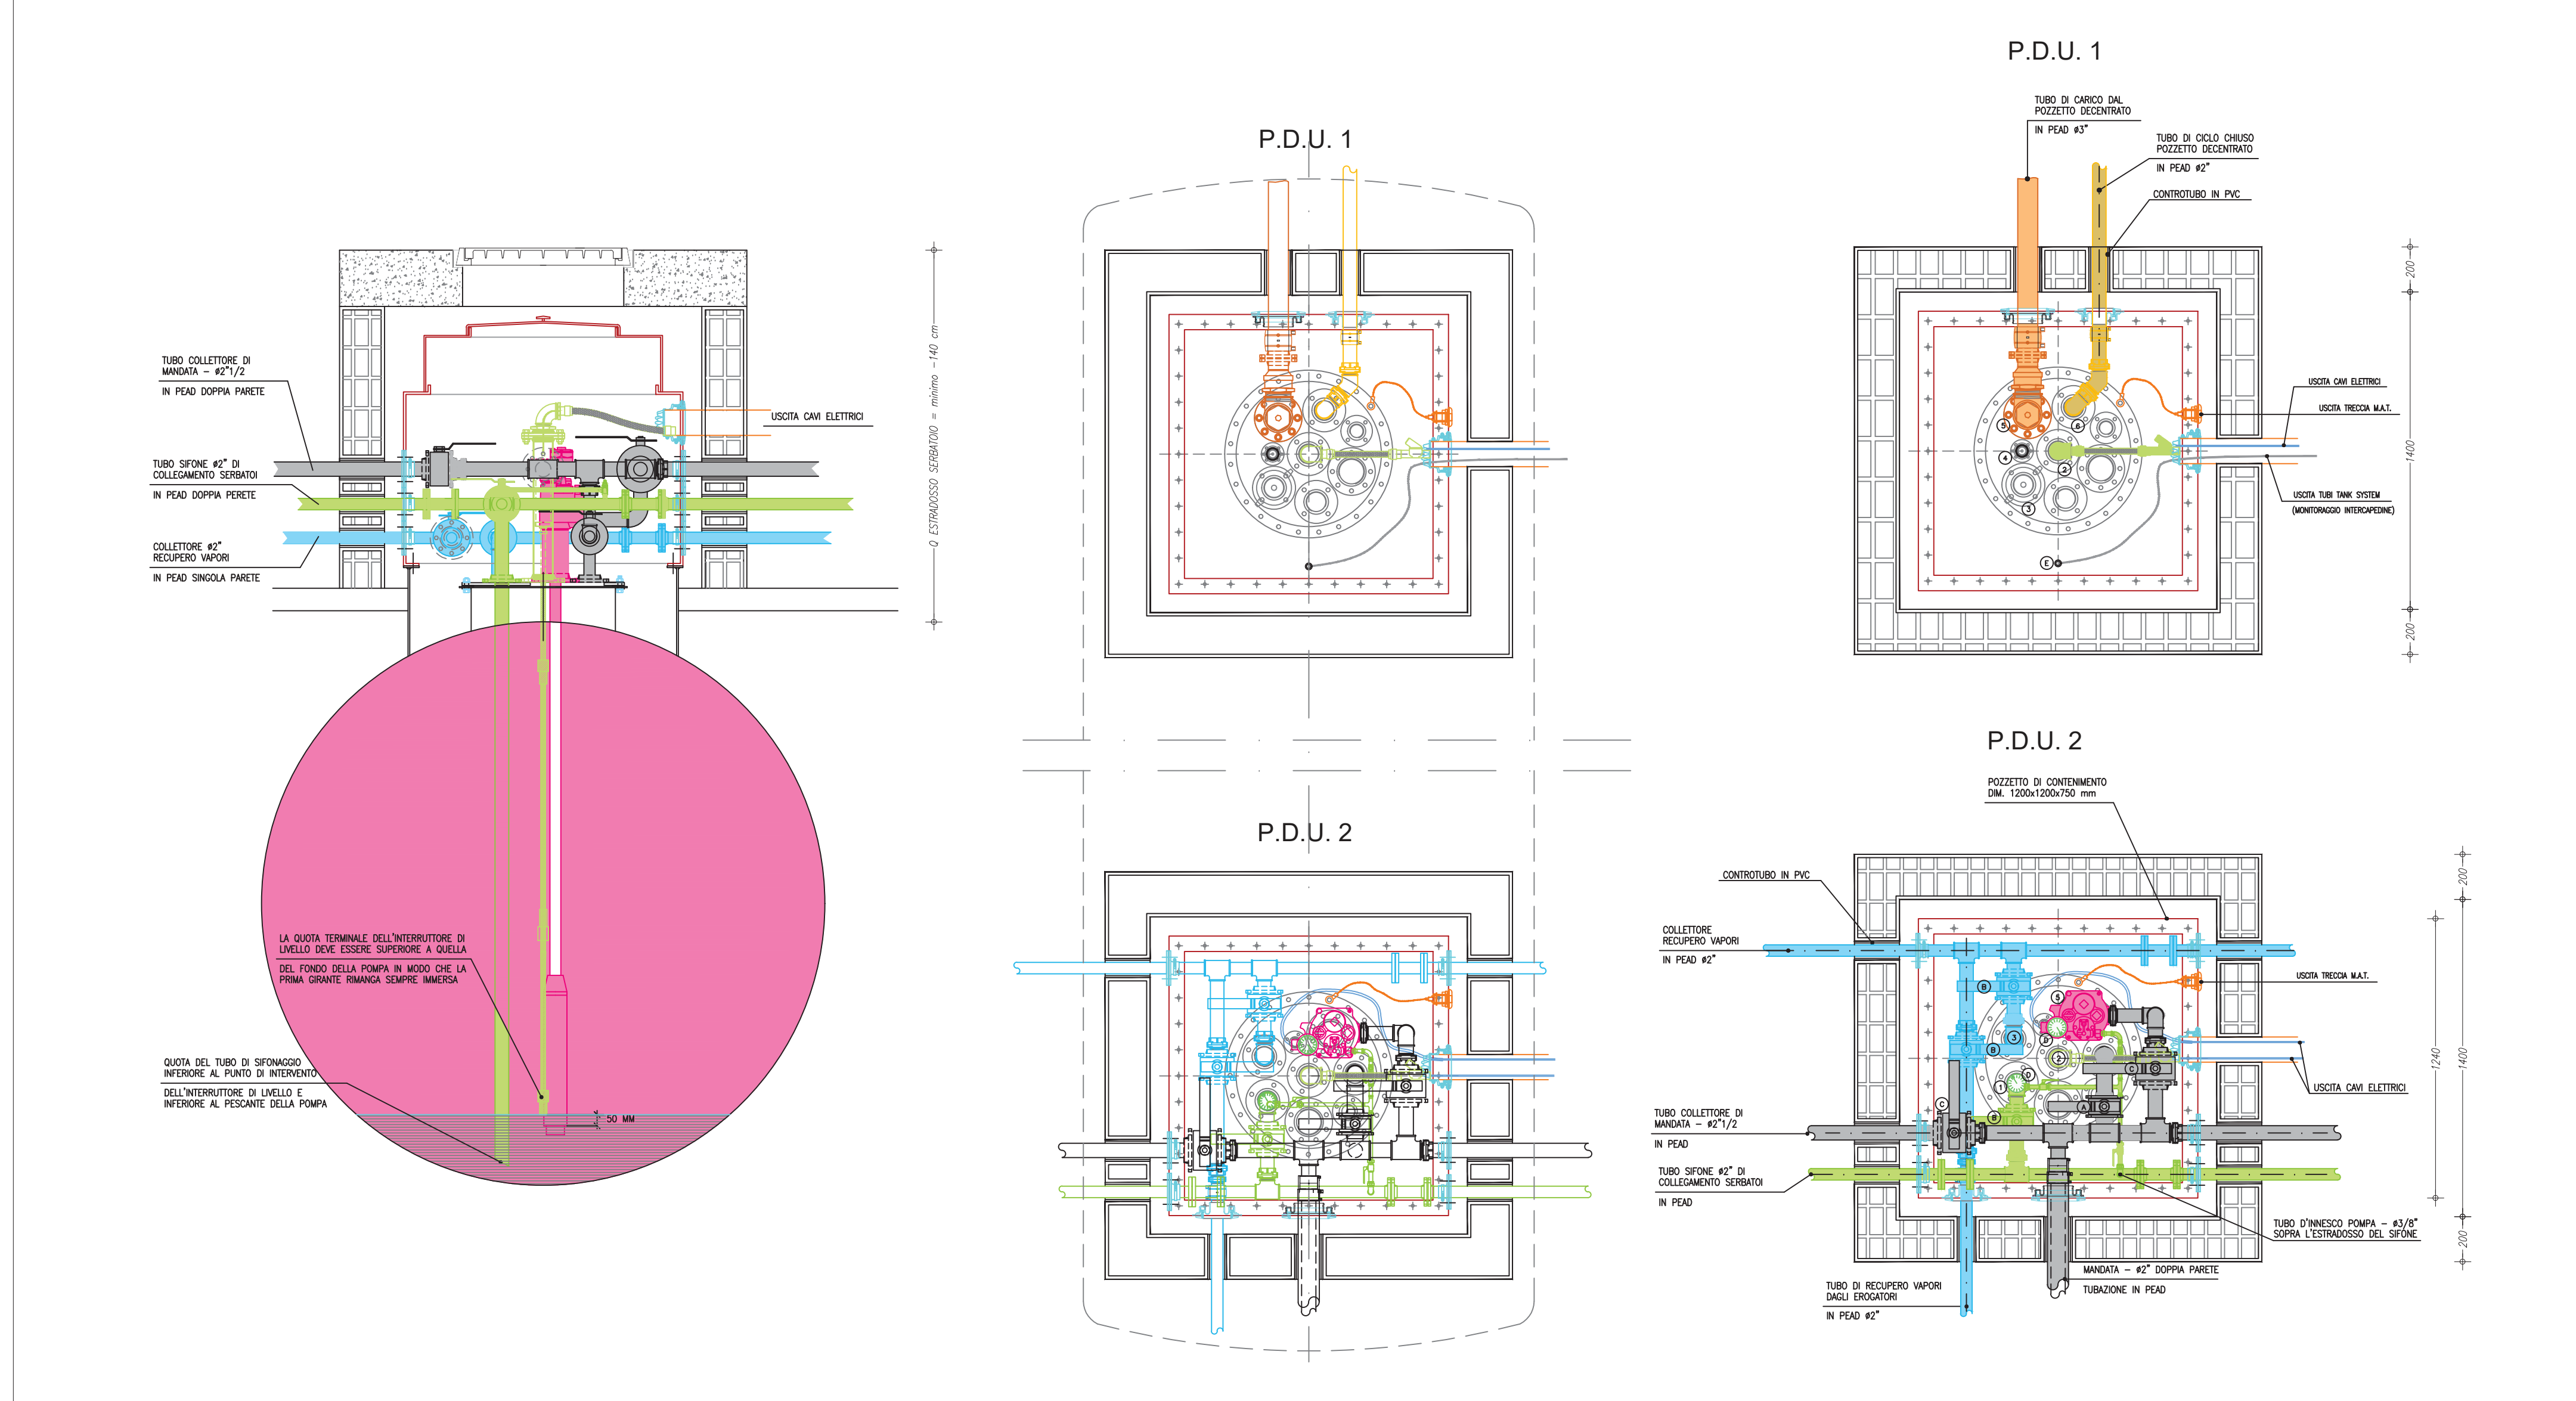 TUBO COLLETTORE DI
MANDATA - ø2"1/2
IN PEAD DOPPIA PARETE
TUBO SIFONE ø2" DI
COLLEGAMENTO SERBATOI
IN PEAD DOPPIA PERETE
COLLETTORE ø2"
RECUPERO VAPORI
IN PEAD SINGOLA PARETE
USCITA CAVI ELETTRICI
Q ESTRADOSSO SERBATOIO = minimo -140 cm
LA QUOTA TERMINALE DELL'INTERRUTTORE DI
LIVELLO DEVE ESSERE SUPERIORE A QUELLA
DEL FONDO DELLA POMPA IN MODO CHE LA
PRIMA GIRANTE RIMANGA SEMPRE IMMERSA
QUOTA DEL TUBO DI SIFONAGGIO
INFERIORE AL PUNTO DI INTERVENTO
DELL'INTERRUTTORE DI LIVELLO E
INFERIORE AL PESCANTE DELLA POMPA
50 MM
P.D.U. 1
P.D.U. 2
P.D.U. 1
TUBO DI CARICO DAL
POZZETTO DECENTRATO
IN PEAD ø3"
TUBO DI CICLO CHIUSO
POZZETTO DECENTRATO
IN PEAD ø2"
CONTROTUBO IN PVC
USCITA CAVI ELETTRICI
USCITA TRECCIA M.A.T.
USCITA TUBI TANK SYSTEM
(MONITORAGGIO INTERCAPEDINE)
5
6
4
2
3
E
200
1400
200
P.D.U. 2
POZZETTO DI CONTENIMENTO
DIM. 1200x1200x750 mm
CONTROTUBO IN PVC
COLLETTORE
RECUPERO VAPORI
IN PEAD ø2"
USCITA TRECCIA M.A.T.
USCITA CAVI ELETTRICI
TUBO COLLETTORE DI
MANDATA - ø2"1/2
IN PEAD
TUBO SIFONE ø2" DI
COLLEGAMENTO SERBATOI
IN PEAD
B
5
3
D
B
2
C
1
D
C
A
B
TUBO D'INNESCO POMPA - ø3/8"
SOPRA L'ESTRADOSSO DEL SIFONE
MANDATA - ø2" DOPPIA PARETE
TUBAZIONE IN PEAD
TUBO DI RECUPERO VAPORI
DAGLI EROGATORI
IN PEAD ø2"
200
1240
1400
200